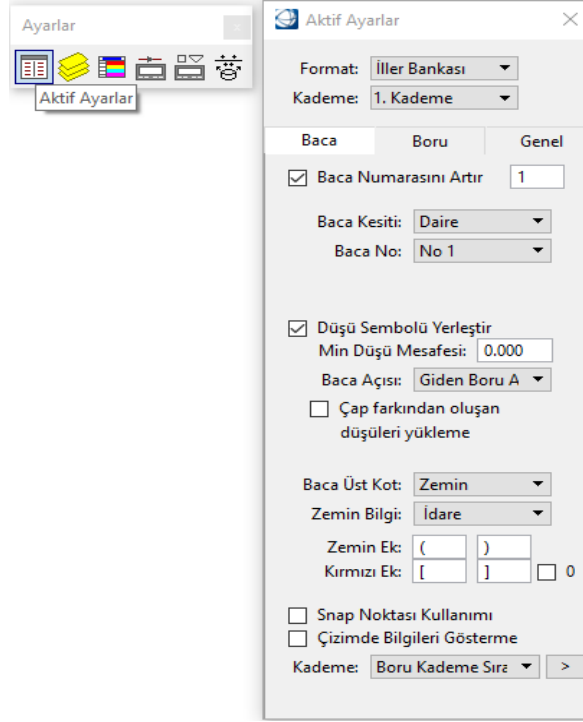 Ayarlar
x
Aktif Ayarlar
Aktif Ayarlar
Format: İller Bankası
Kademe: 1. Kademe
Baca Boru Genel
Baca Numarasını Artır 1
Baca Kesiti: Daire
Baca No: No 1
Düşü Sembolü Yerleştir
Min Düşü Mesafesi: 0.000
Baca Açısı: Giden Boru A
Çap farkından oluşan
düşüleri yükleme
Baca Üst Kot: Zemin
Zemin Bilgi: İdare
Zemin Ek: ( )
Kırmızı Ek: [ ] 0
Snap Noktası Kullanımı
Çizimde Bilgileri Gösterme
Kademe: Boru Kademe Sıra >